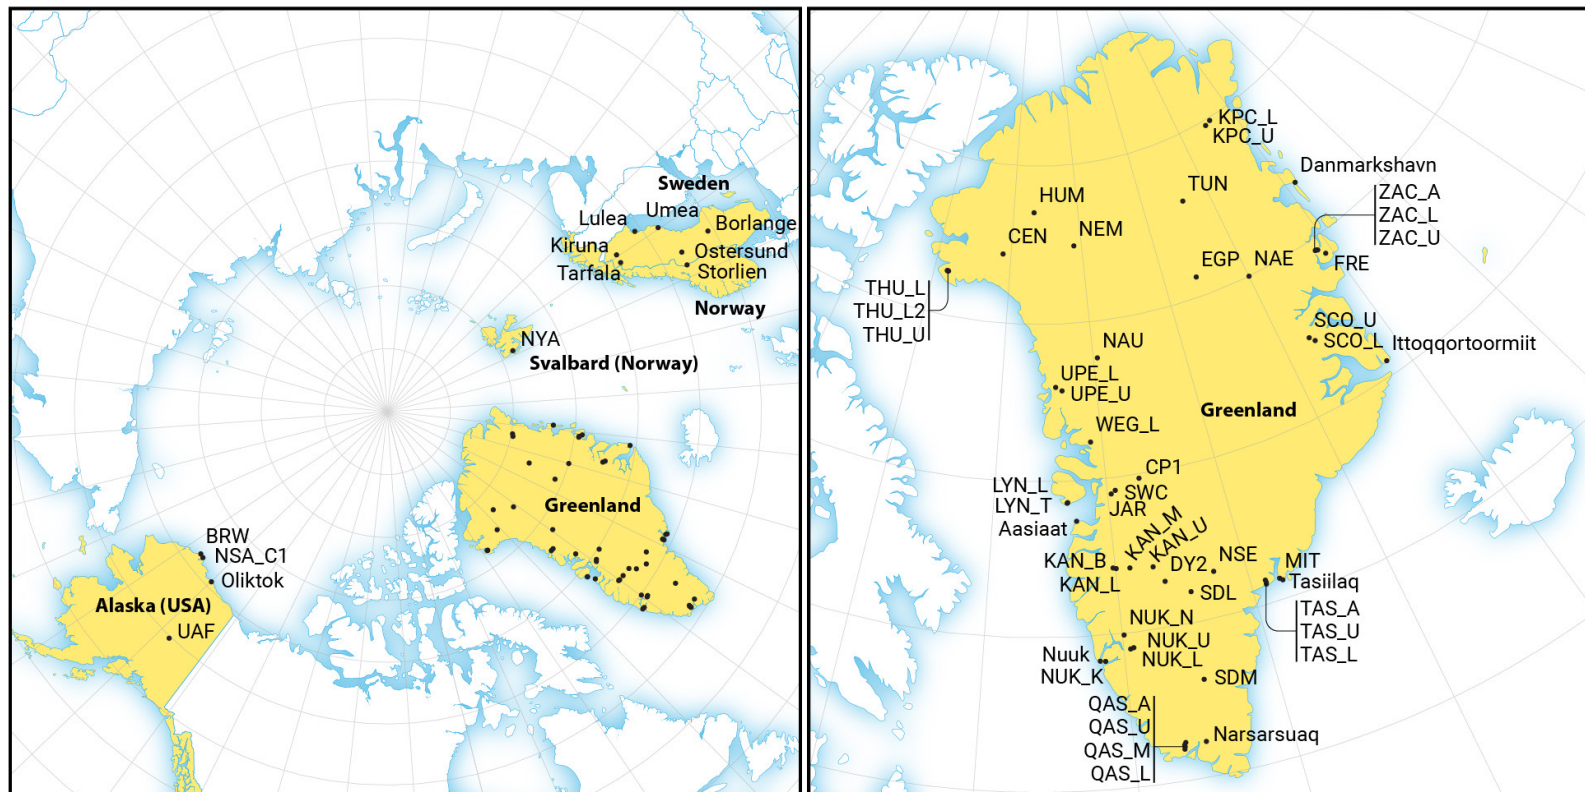 Sweden
Lulea
Umea
Borlange
Kiruna
Ostersund
Tarfala
Storlien
Norway
NYA
Svalbard (Norway)
Greenland
BRW
NSA_C1
Oliktok
Alaska (USA)
UAF
KPC_L
KPC_U
Danmarkshavn
TUN
ZAC_A
ZAC_L
ZAC_U
HUM
NEM
CEN
EGP
NAE
FRE
THU_L
THU_L2
THU_U
SCO_U
SCO_L
Ittoqqortoormiit
NAU
UPE_L
UPE_U
Greenland
WEG_L
CP1
LYN_L
SWC
LYN_T
JAR
Aasiaat
KAN_M
KAN_U
KAN_B
DY2
NSE
MIT
KAN_L
SDL
Tasiilaq
TAS_A
TAS_U
TAS_L
NUK_N
NUK_U
Nuuk
NUK_L
NUK_K
SDM
QAS_A
QAS_U
Narsarsuaq
QAS_M
QAS_L